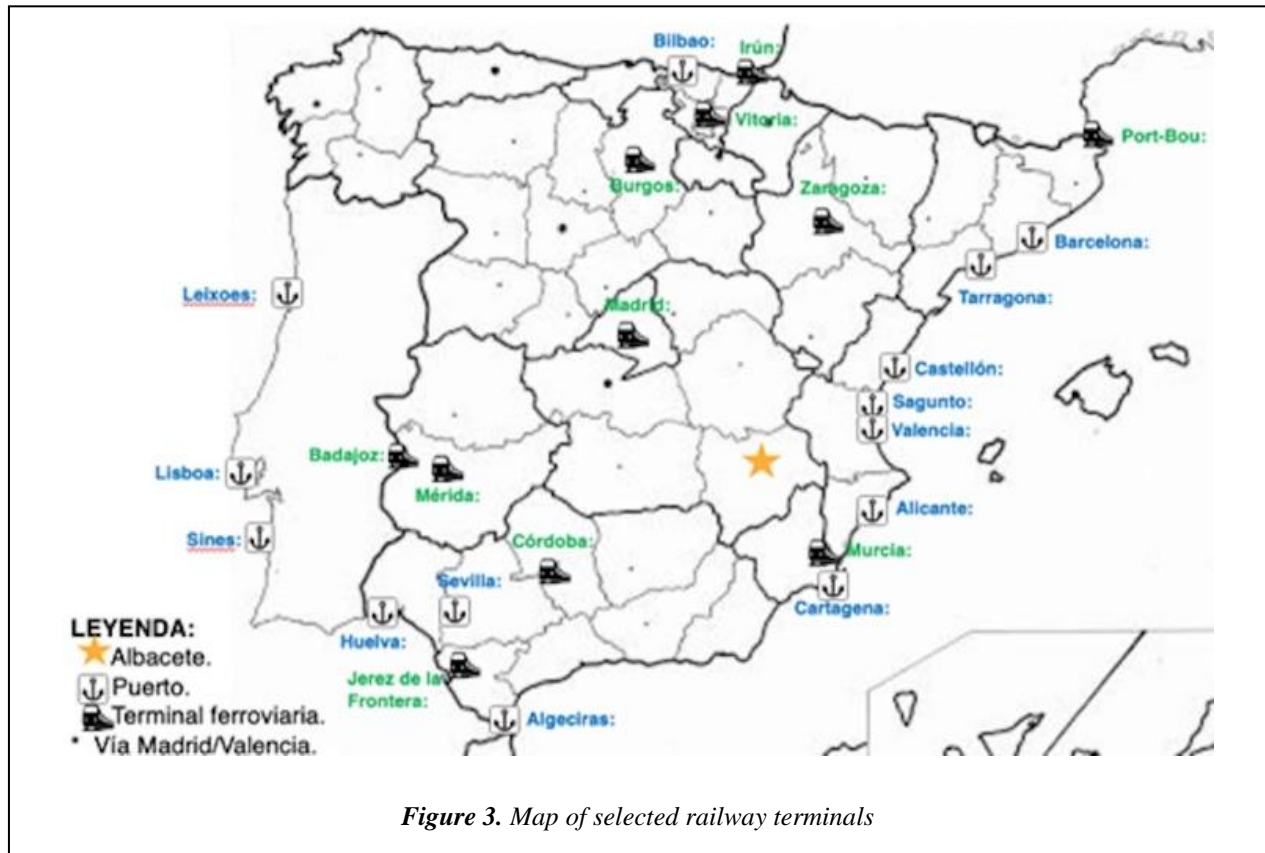 Bilbao:
Irún:
Vitoria:
Port-Bou:
Burgos:
Zaragoza:
Barcelona:
Leixoes:
Tarragona:
Madrid:
Castellón:
Sagunto:
Valencia:
Badajoz:
Lisboa:
Mérida:
Alicante:
Sines:
Córdoba:
Murcia:
Sevilla:
Cartagena:
Huelva:
Jerez de la
Frontera:
Algeciras:
LEYENDA:
Albacete.
Puerto.
Terminal ferroviaria.
* Vía Madrid/Valencia.
Figure 3. Map of selected railway terminals